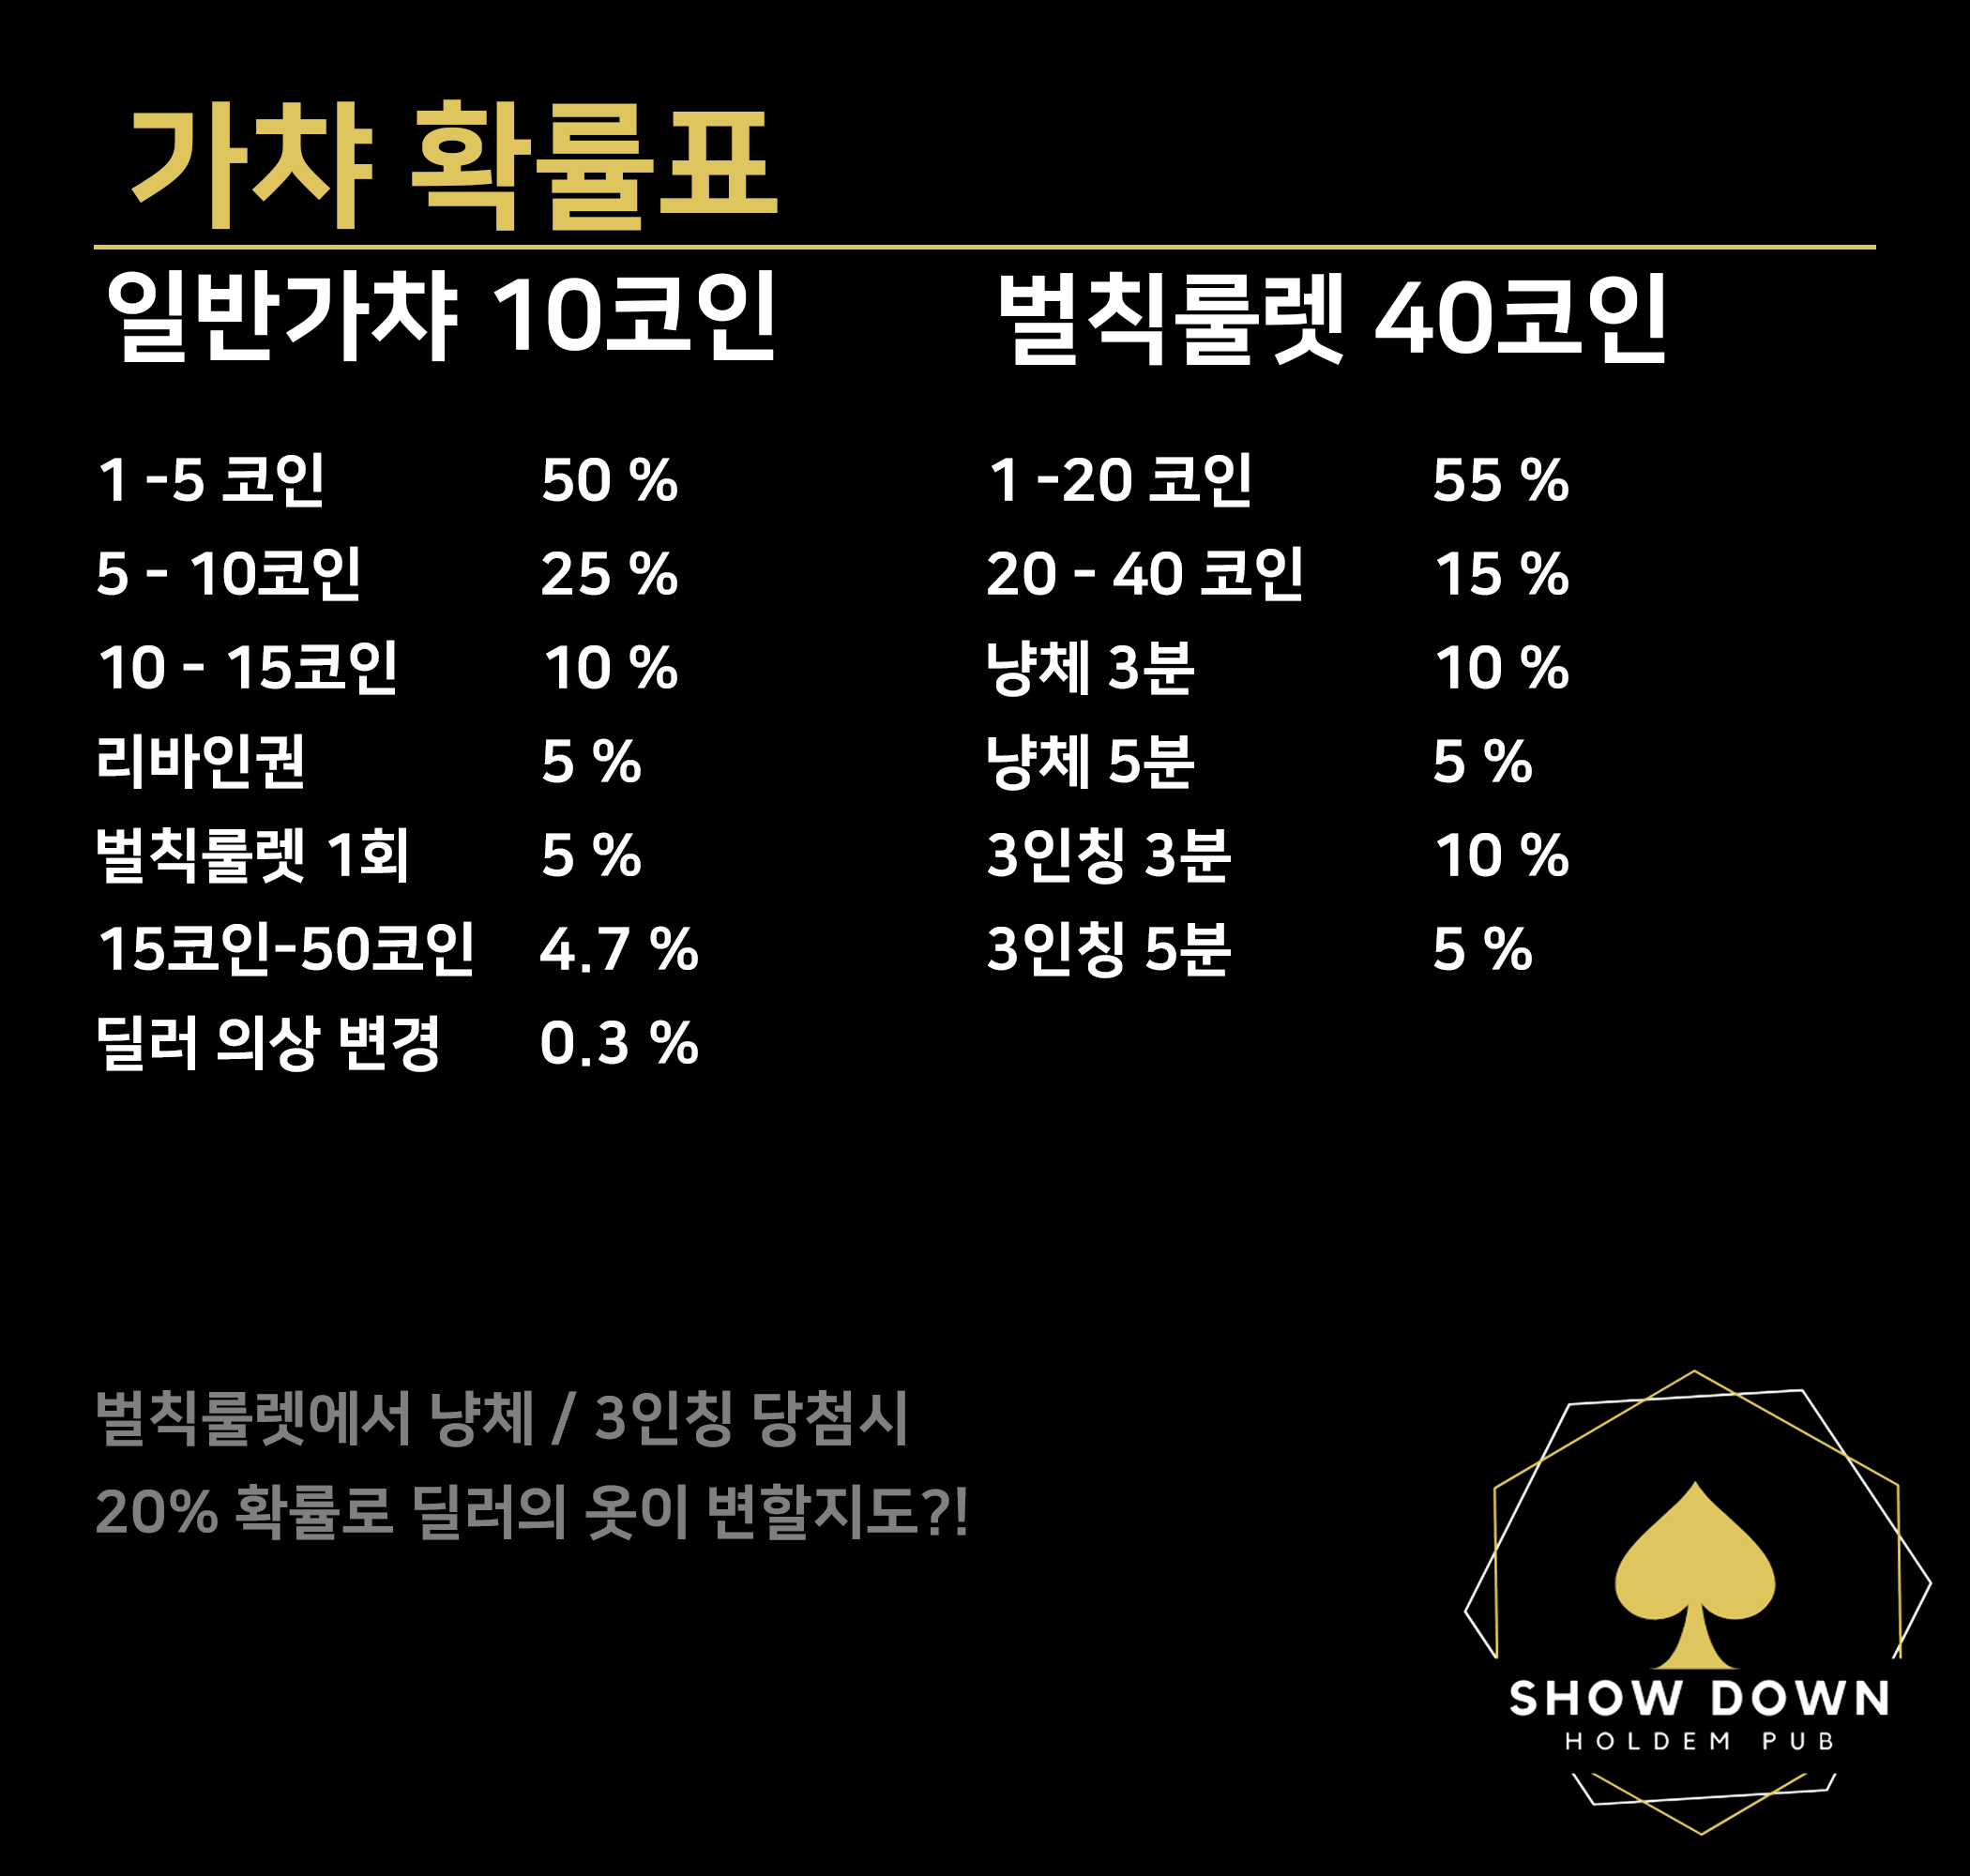 가챠 확률표
일반가챠 10코인
1 -5 코인 50 %
5 - 10코인 25 %
10 - 15코인 10 %
리바인권 5 %
벌칙룰렛 1회 5 %
15코인-50코인 4.7 %
딜러 의상 변경 0.3 %
벌칙룰렛 40코인
1 -20 코인 55 %
20 - 40 코인 15 %
냥체 3분 10 %
냥체 5분 5 %
3인칭 3분 10 %
3인칭 5분 5 %
벌칙룰렛에서 냥체 / 3인칭 당첨시
20% 확률로 딜러의 옷이 변할지도?!
SHOW DOWN
HOLDEM PUB